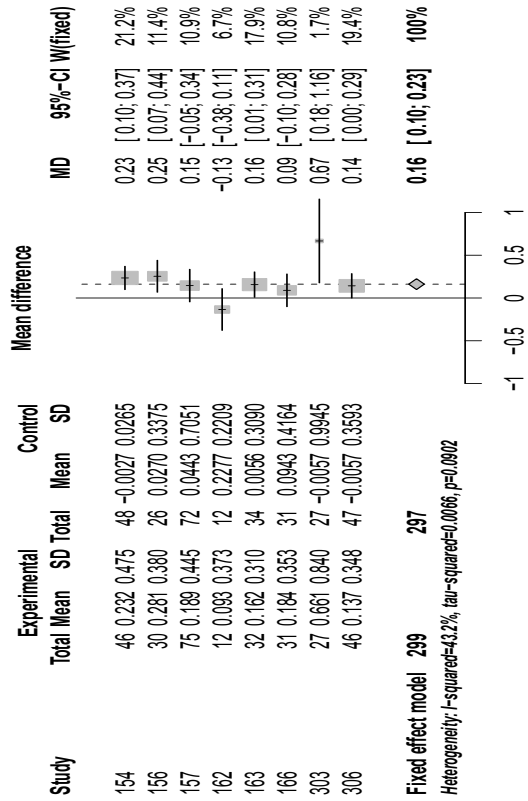 Experimental Control
Study Total Mean SD Total Mean SD Mean difference MD 95%−CI W(fixed)
154 46 0.232 0.475 48 −0.0027 0.0265 0.23 [ 0.10; 0.37] 21.2%
156 30 0.281 0.380 26 0.0270 0.3375 0.25 [ 0.07; 0.44] 11.4%
157 75 0.189 0.445 72 0.0443 0.7051 0.15 [−0.05; 0.34] 10.9%
162 12 0.093 0.373 12 0.2277 0.2209 −0.13 [−0.38; 0.11] 6.7%
163 32 0.162 0.310 34 0.0056 0.3090 0.16 [ 0.01; 0.31] 17.9%
166 31 0.184 0.353 31 0.0943 0.4164 0.09 [−0.10; 0.28] 10.8%
303 27 0.661 0.840 27 −0.0057 0.9945 0.67 [ 0.18; 1.16] 1.7%
306 46 0.137 0.348 47 −0.0057 0.3593 0.14 [ 0.00; 0.29] 19.4%
Fixed effect model 299 297 0.16 [ 0.10; 0.23] 100%
Heterogeneity: I−squared=43.2%, tau−squared=0.0066, p=0.0902
−1 −0.5 0 0.5 1